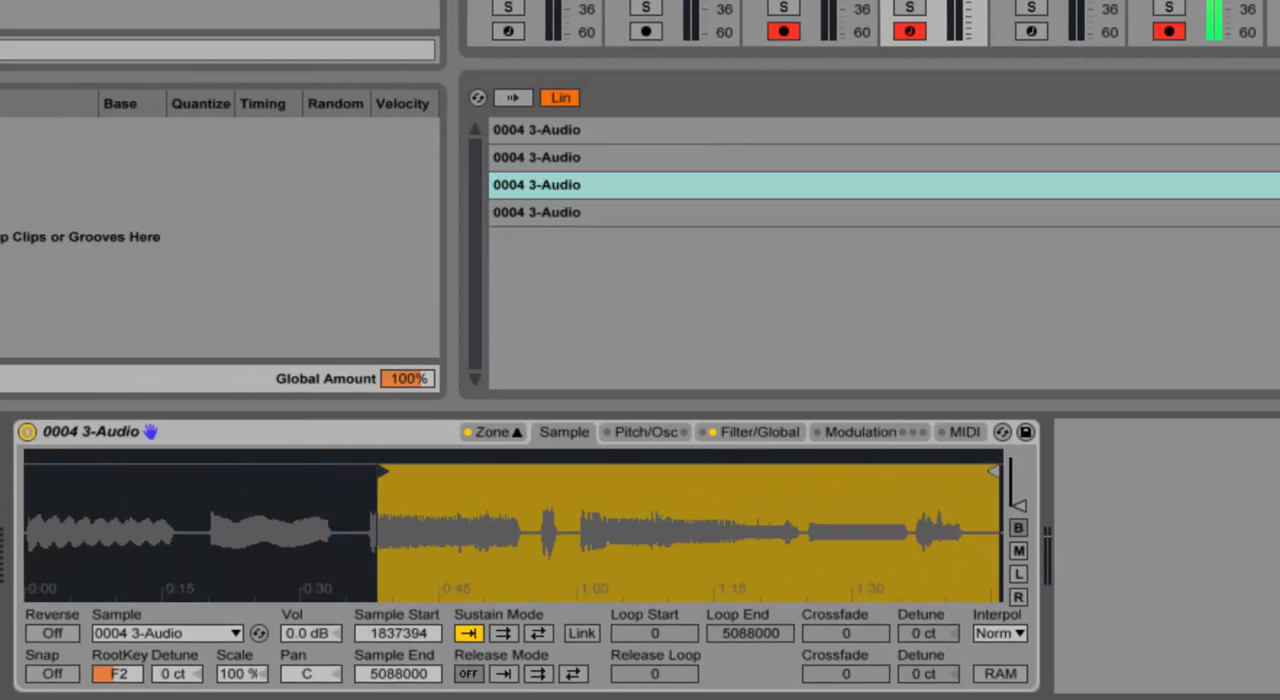 S 36 S 36 S 36 S S 36 S 36
60 60 60 60 60
Base Quantize Timing Random Velocity
Lin
0004 3-Audio
0004 3-Audio
0004 3-Audio
0004 3-Audio
p Clips or Grooves Here
Global Amount 100%
0004 3-Audio Zone Sample Pitch/Osc Filter/Global Modulation MIDI
B
M
L
R
0:00 0:15 0:30 0:45 1:00 1:15 1:30
Reverse Sample Vol Sample Start Sustain Mode Loop Start Loop End Crossfade Detune Interpol
Off 0004 3-Audio 0.0 dB 1837394 Link 0 5088000 0 0 ct Norm
Snap RootKey Detune Scale Pan Sample End Release Mode Release Loop Crossfade Detune
Off F2 0 ct 100 % C 5088000 OFF 0 0 0 ct RAM